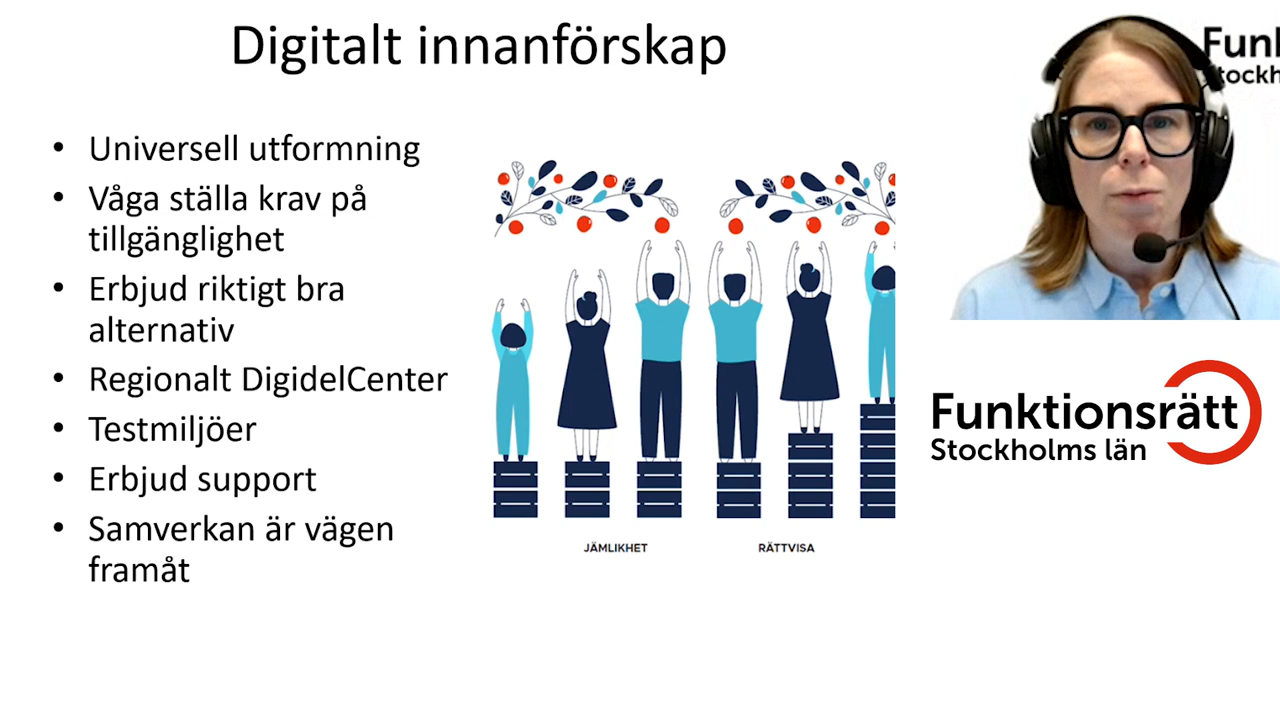 Digitalt innanförskap
• Universell utformning
• Våga ställa krav på
tillgänglighet
• Erbjud riktigt bra
alternativ
• Regionalt DigidelCenter
• Testmiljöer
• Erbjud support
• Samverkan är vägen
framåt
JÄMLIKHET
RÄTTVISA
Funktionsrätt
Stockholms län